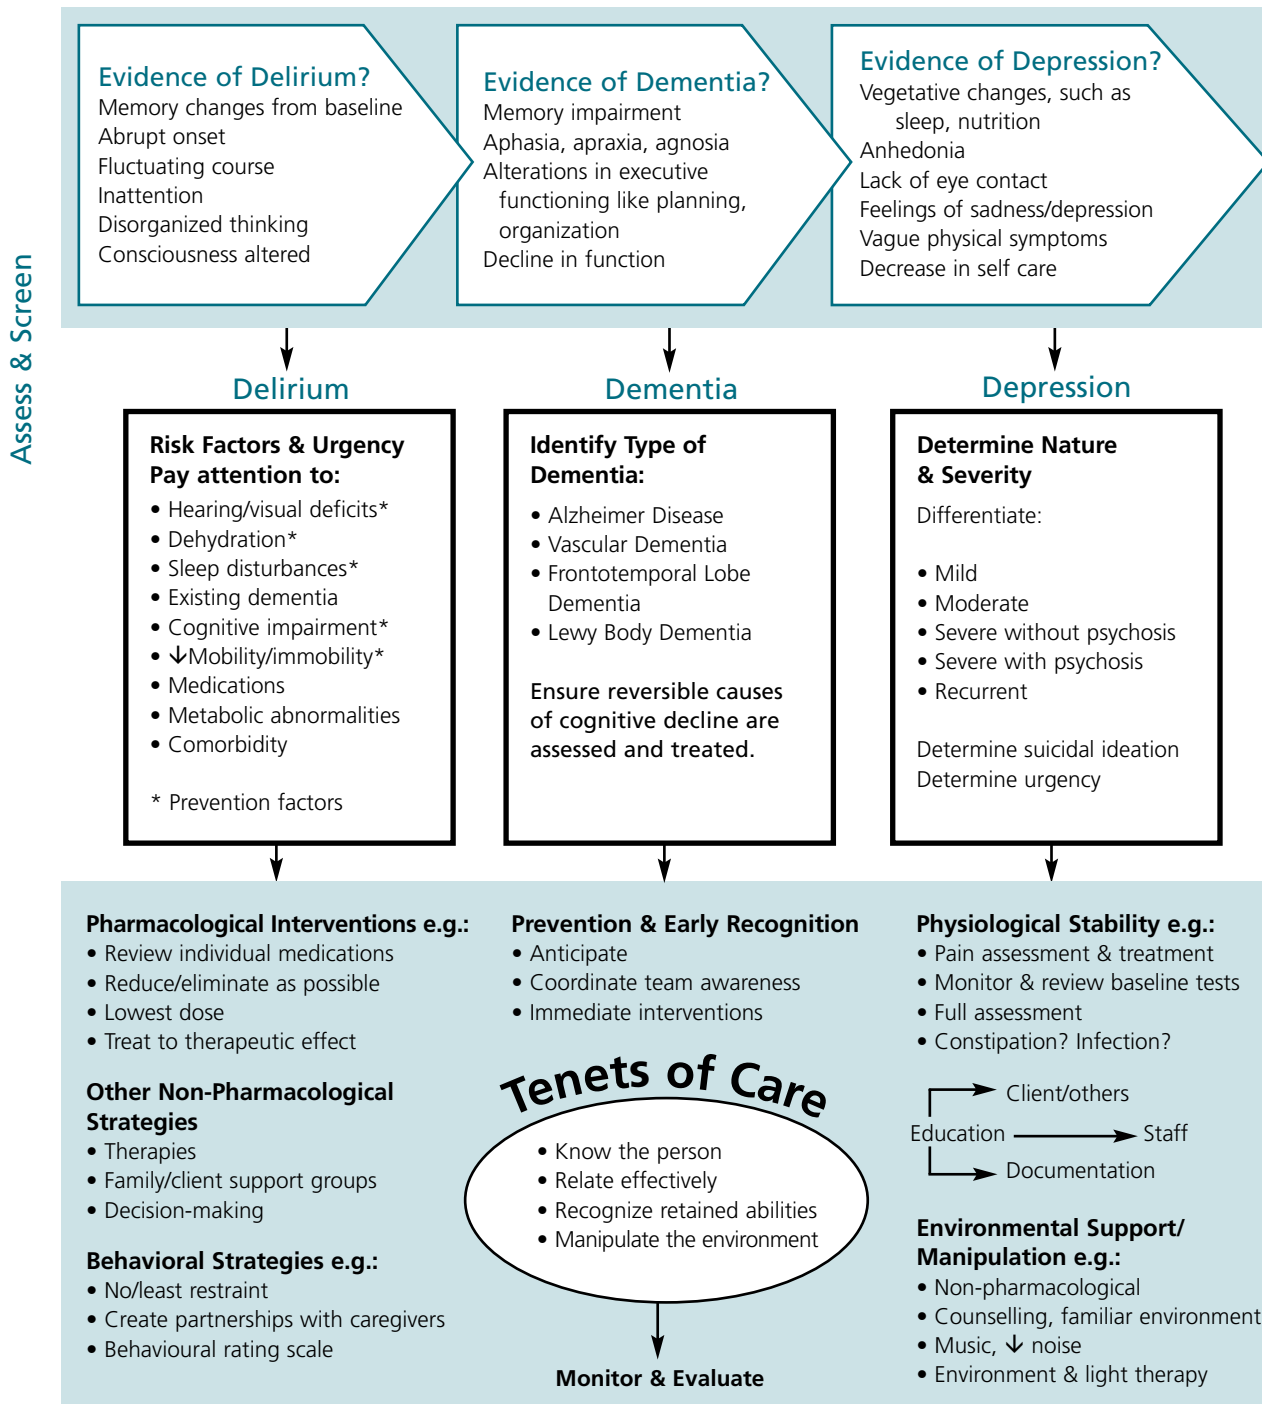 Assess & Screen
Evidence of Delirium?
Memory changes from baseline
Abrupt onset
Fluctuating course
Inattention
Disorganized thinking
Consciousness altered
Evidence of Dementia?
Memory impairment
Aphasia, apraxia, agnosia
Alterations in executive
functioning like planning,
organization
Decline in function
Evidence of Depression?
Vegetative changes, such as
sleep, nutrition
Anhedonia
Lack of eye contact
Feelings of sadness/depression
Vague physical symptoms
Decrease in self care
Delirium
Risk Factors & Urgency
Pay attention to:
• Hearing/visual deficits*
• Dehydration*
• Sleep disturbances*
• Existing dementia
• Cognitive impairment*
• ↓Mobility/immobility*
• Medications
• Metabolic abnormalities
• Comorbidity
* Prevention factors
Dementia
Identify Type of
Dementia:
• Alzheimer Disease
• Vascular Dementia
• Frontotemporal Lobe
Dementia
• Lewy Body Dementia
Ensure reversible causes
of cognitive decline are
assessed and treated.
Depression
Determine Nature
& Severity
Differentiate:
• Mild
• Moderate
• Severe without psychosis
• Severe with psychosis
• Recurrent
Determine suicidal ideation
Determine urgency
Pharmacological Interventions e.g.:
• Review individual medications
• Reduce/eliminate as possible
• Lowest dose
• Treat to therapeutic effect
Other Non-Pharmacological
Strategies
• Therapies
• Family/client support groups
• Decision-making
Behavioral Strategies e.g.:
• No/least restraint
• Create partnerships with caregivers
• Behavioural rating scale
Prevention & Early Recognition
• Anticipate
• Coordinate team awareness
• Immediate interventions
Tenets of Care
• Know the person
• Relate effectively
• Recognize retained abilities
• Manipulate the environment
Monitor & Evaluate
Physiological Stability e.g.:
• Pain assessment & treatment
• Monitor & review baseline tests
• Full assessment
• Constipation? Infection?
Client/others
Education
Staff
Documentation
Environmental Support/
Manipulation e.g.:
• Non-pharmacological
• Counselling, familiar environment
• Music, ↓ noise
• Environment & light therapy